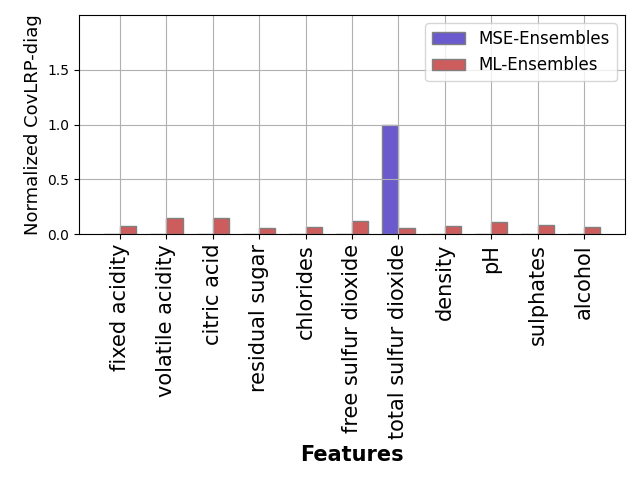 Normalized CovLRP-diag
1.5
1.0
0.5
0.0
MSE-Ensembles
ML-Ensembles
fixed acidity
volatile acidity
citric acid
residual sugar
chlorides
free sulfur dioxide
total sulfur dioxide
density
pH
sulphates
alcohol
Features